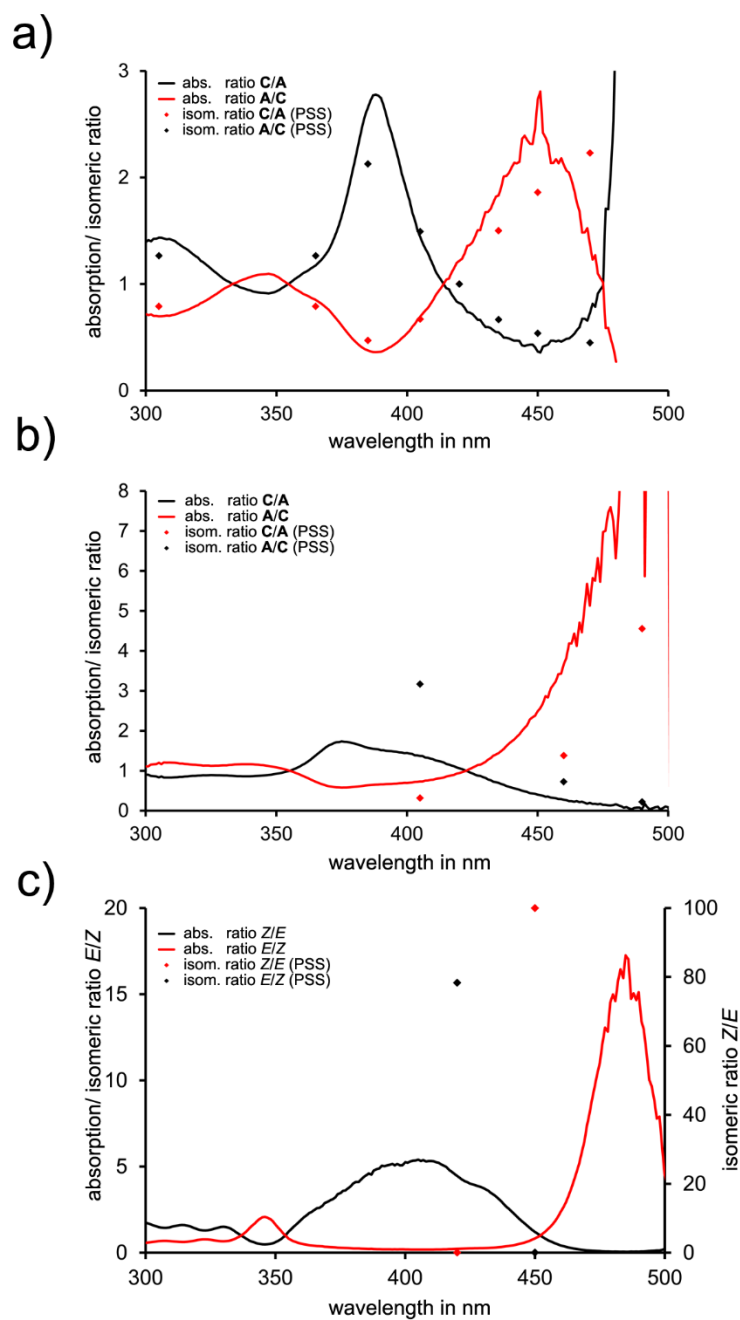 a)
absorption/ isomeric ratio
3
2
1
0
abs. ratio C/A
abs. ratio A/C
isom. ratio C/A (PSS)
isom. ratio A/C (PSS)
300 350 400 450 500
wavelength in nm
b)
absorption/ isomeric ratio
8
7
6
5
4
3
2
1
0
abs. ratio C/A
abs. ratio A/C
isom. ratio C/A (PSS)
isom. ratio A/C (PSS)
300 350 400 450 500
wavelength in nm
c)
absorption/ isomeric ratio E/Z
20
15
10
5
0
abs. ratio Z/E
abs. ratio E/Z
isom. ratio Z/E (PSS)
isom. ratio E/Z (PSS)
100
80
60
40
20
0
isomeric ratio Z/E
300 350 400 450 500
wavelength in nm